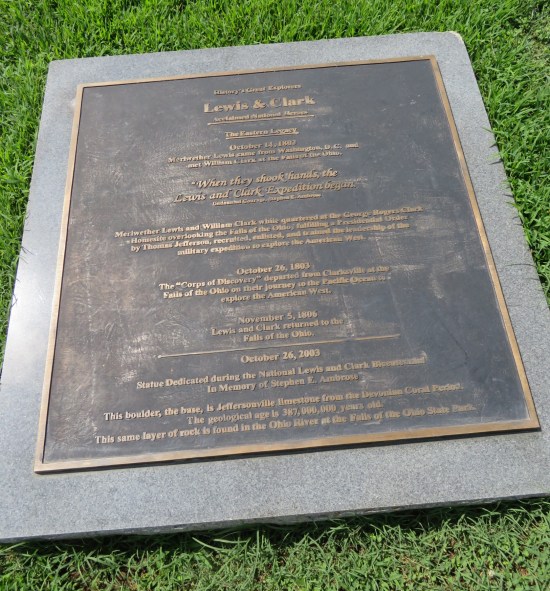 History's Great Explorers
Lewis & Clark
Acclaimed National Heroes
The Eastern Legacy
October 14, 1803
Meriwether Lewis came from Washington, D.C. and
met William Clark at the Falls of the Ohio.
"When they shook hands, the
Lewis and Clark Expedition began."
Undaunted Courage, Stephen E. Ambrose
Meriwether Lewis and William Clark while quartered at the George Rogers Clark
Homesite overlooking the Falls of the Ohio, fulfilling a Presidential Order
by Thomas Jefferson, recruited, enlisted, and trained the leadership of the
military expedition to explore the American West.
October 26, 1803
The "Corps of Discovery" departed from Clarksville at the
Falls of the Ohio on their journey to the Pacific Ocean to
explore the American West.
November 5, 1806
Lewis and Clark returned to the
Falls of the Ohio.
October 26, 2003
Statue Dedicated during the National Lewis and Clark Bicentennial
In Memory of Stephen E. Ambrose
This boulder, the base, is Jeffersonville limestone from the Devonian Coral Period.
The geological age is 387,000,000 years old.
This same layer of rock is found in the Ohio River at the Falls of the Ohio State Park.